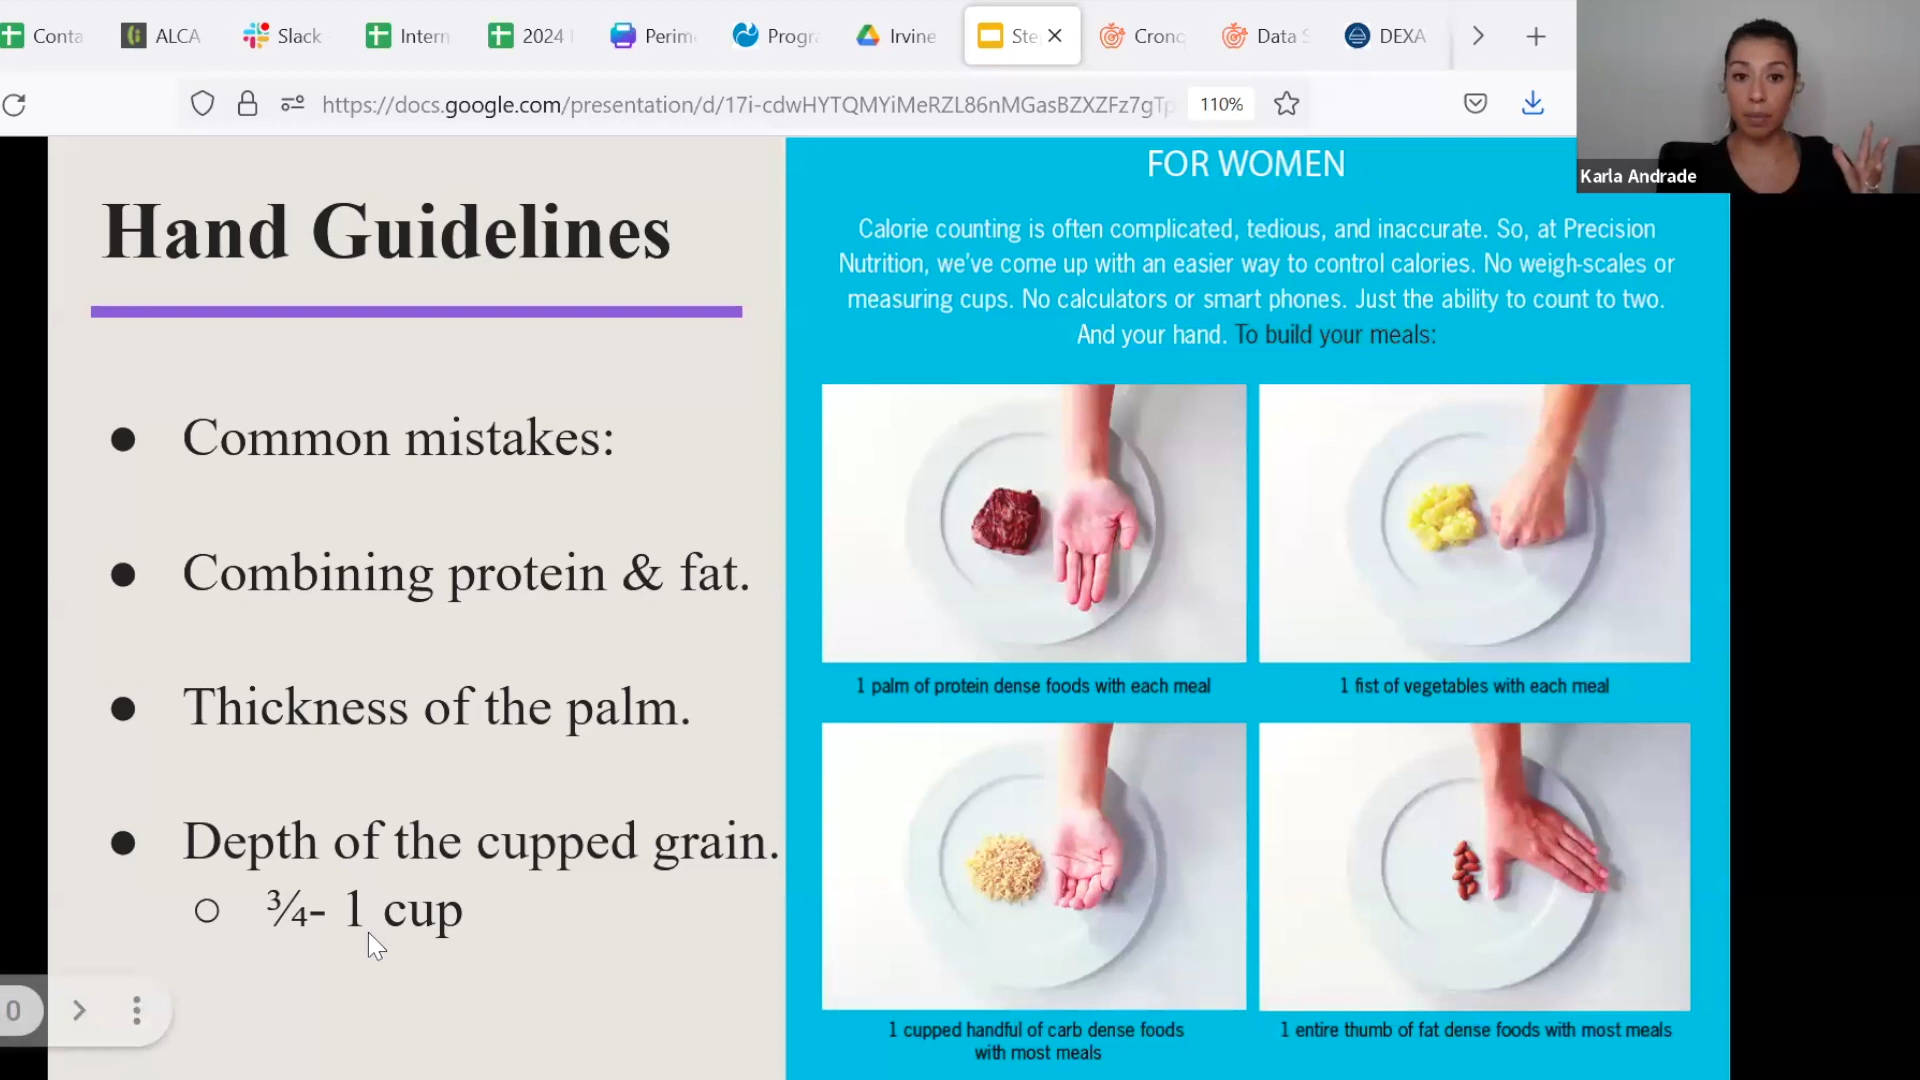 Conta
ALCA
Slack
Intern
2024
Perim
Progra
Irvine
Ste
Cronc
Data S
DEXA
https://docs.google.com/presentation/d/17i-cdwHYTQMYiMeRZL86nMGasBZXZFz7gTp
110%
Karla Andrade
Hand Guidelines
Common mistakes:
Combining protein & fat.
Thickness of the palm.
Depth of the cupped grain.
¾- 1 cup
0
FOR WOMEN
Calorie counting is often complicated, tedious, and inaccurate. So, at Precision
Nutrition, we've come up with an easier way to control calories. No weigh-scales or
measuring cups. No calculators or smart phones. Just the ability to count to two.
And your hand. To build your meals:
1 palm of protein dense foods with each meal
1 fist of vegetables with each meal
1 cupped handful of carb dense foods
with most meals
1 entire thumb of fat dense foods with most meals